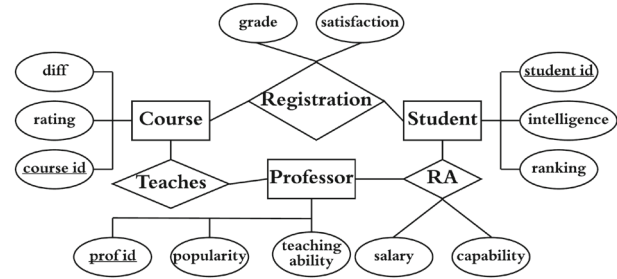 grade
satisfaction
diff
student id
Registration
rating
Course
Student
intelligence
course id
Teaches
Professor
RA
ranking
prof id
popularity
teaching
ability
salary
capability